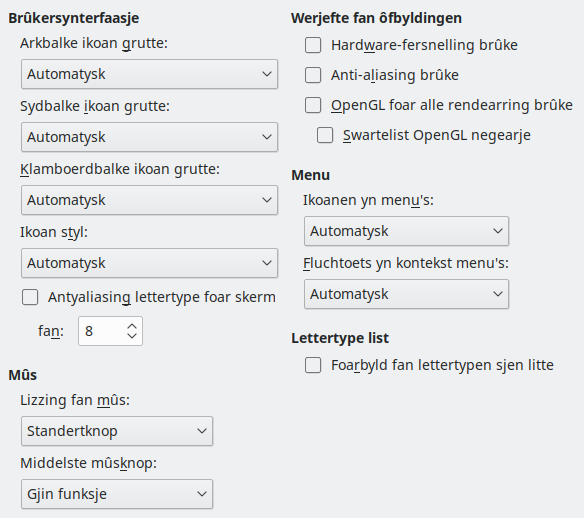 Brûkersynterfaasje
Arkbalke ikoan grutte:
Automatysk
Sydbalke ikoan grutte:
Automatysk
Klamboerdbalke ikoan grutte:
Automatysk
Ikoan styl:
Automatysk
Antyaliasing lettertype foar skerm
fan: 8
Mûs
Lizzing fan mûs:
Standertknop
Middelste mûsknop:
Gjin funksje
Werjefte fan ôfbyldingen
Hardware-fersnelling brûke
Anti-aliasing brûke
OpenGL foar alle rendearring brûke
Swartelist OpenGL negearje
Menu
Ikoanen yn menu's:
Automatysk
Fluchtoets yn kontekst menu's:
Automatysk
Lettertype list
Foarbyld fan lettertypen sjen litte